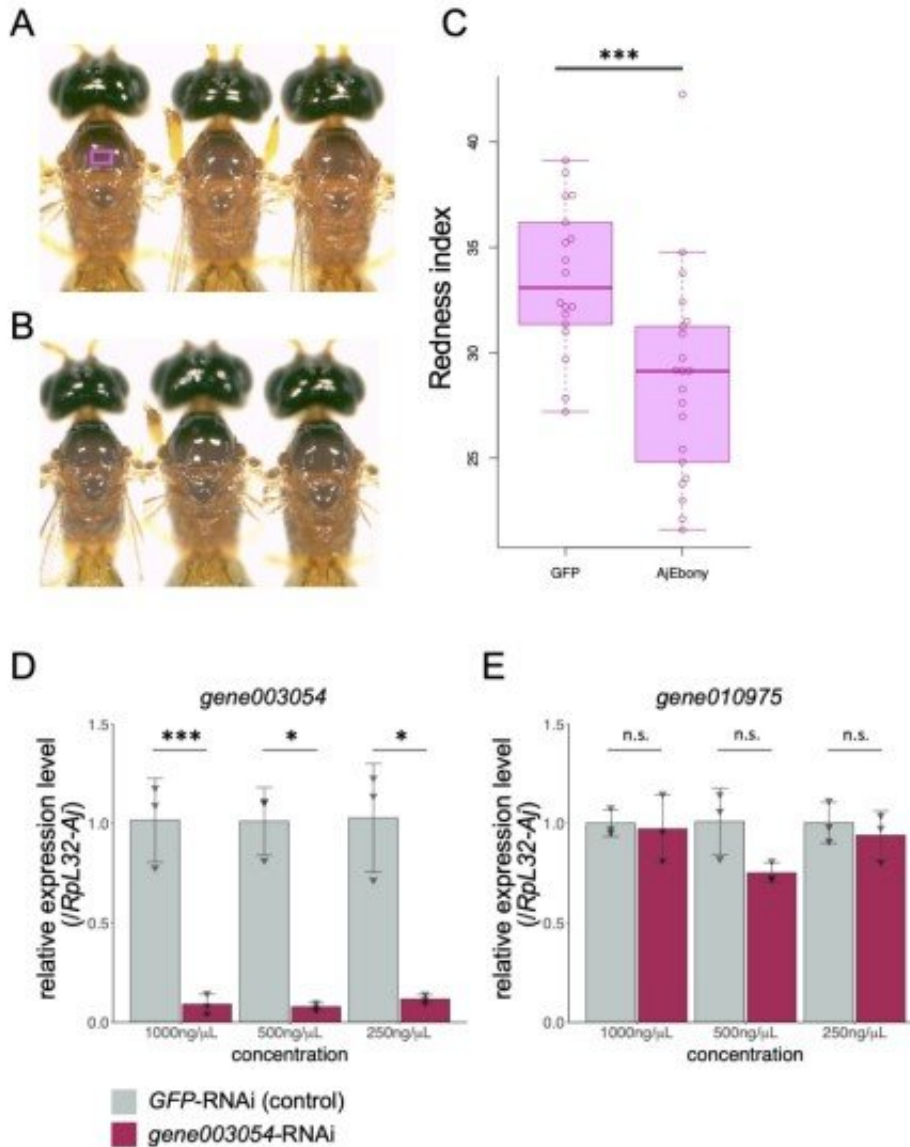 A
B
C
***
Redness index
40
35
30
25
GFP
AjEbony
D
gene003054
relative expression level
(/RpL32-Aj)
1.5
1.0
0.5
0.0
***
*
*
1000ng/µL
500ng/µL
250ng/µL
concentration
E
gene010975
relative expression level
(/RpL32-Aj)
1.5
1.0
0.5
0.0
n.s.
n.s.
n.s.
1000ng/µL
500ng/µL
250ng/µL
concentration
GFP-RNAi (control)
gene003054-RNAi